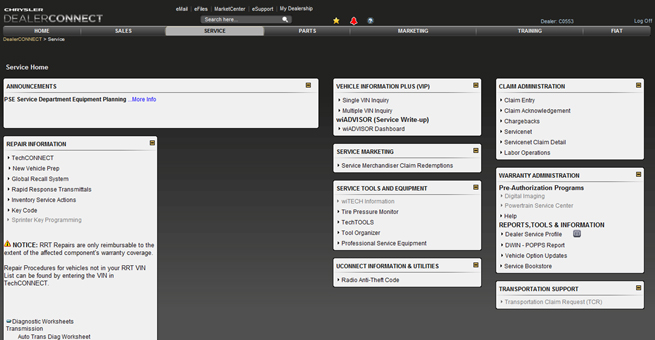 CHRYSLER
DEALERCONNECT
eMail eFiles MarketCenter eSupport My Dealership
Search here...
Dealer: C0553 Log Off
HOME SALES SERVICE PARTS MARKETING TRAINING FIAT
DealerCONNECT > Service
Service Home
ANNOUNCEMENTS
PSE Service Department Equipment Planning ...More Info
REPAIR INFORMATION
TechCONNECT
New Vehicle Prep
Global Recall System
Rapid Response Transmittals
Inventory Service Actions
Key Code
Sprinter Key Programming
NOTICE: RRT Repairs are only reimbursable to the
extent of the affected component's warranty coverage.
Repair Procedures for vehicles not in your RRT VIN
List can be found by entering the VIN in
TechCONNECT.
Diagnostic Worksheets
Transmission
Auto Trans Diag Worksheet
VEHICLE INFORMATION PLUS (VIP)
Single VIN Inquiry
Multiple VIN Inquiry
wiADVISOR (Service Write-up)
wiADVISOR Dashboard
SERVICE MARKETING
Service Merchandiser Claim Redemptions
SERVICE TOOLS AND EQUIPMENT
wiTECH Information
Tire Pressure Monitor
TechTOOLS
Tool Organizer
Professional Service Equipment
UCONNECT INFORMATION & UTILITIES
Radio Anti-Theft Code
CLAIM ADMINISTRATION
Claim Entry
Claim Acknowledgement
Chargebacks
Servicenet
Servicenet Claim Detail
Labor Operations
WARRANTY ADMINISTRATION
Pre-Authorization Programs
Digital Imaging
Powertrain Service Center
Help
REPORTS,TOOLS & INFORMATION
Dealer Service Profile
DWIN - POPPS Report
Vehicle Option Updates
Service Bookstore
TRANSPORTATION SUPPORT
Transportation Claim Request (TCR)